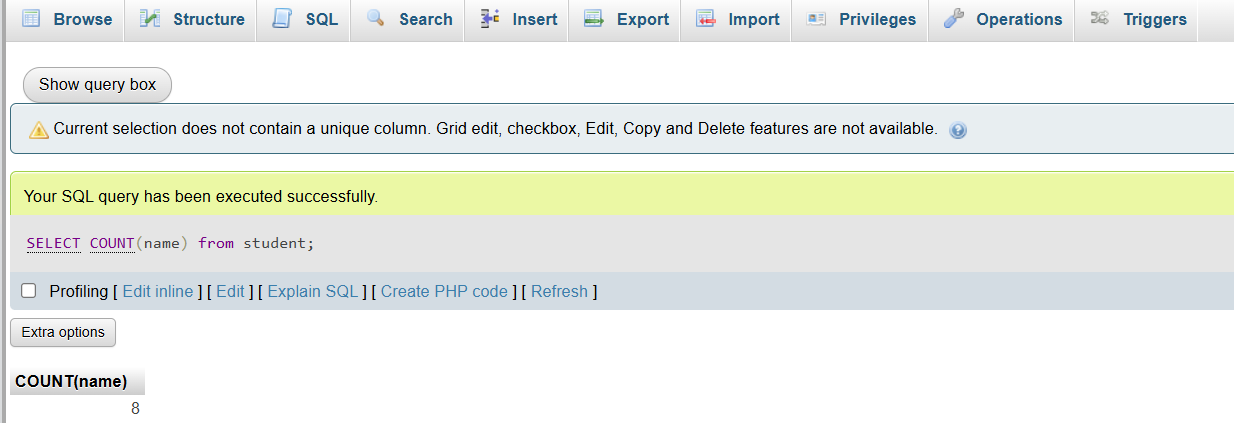 Browse Structure SQL Search Insert Export Import Privileges Operations Triggers
Show query box
Current selection does not contain a unique column. Grid edit, checkbox, Edit, Copy and Delete features are not available.
Your SQL query has been executed successfully.
SELECT COUNT(name) from student;
Profiling [ Edit inline ] [ Edit ] [ Explain SQL ] [ Create PHP code ] [ Refresh ]
Extra options
COUNT(name)
8